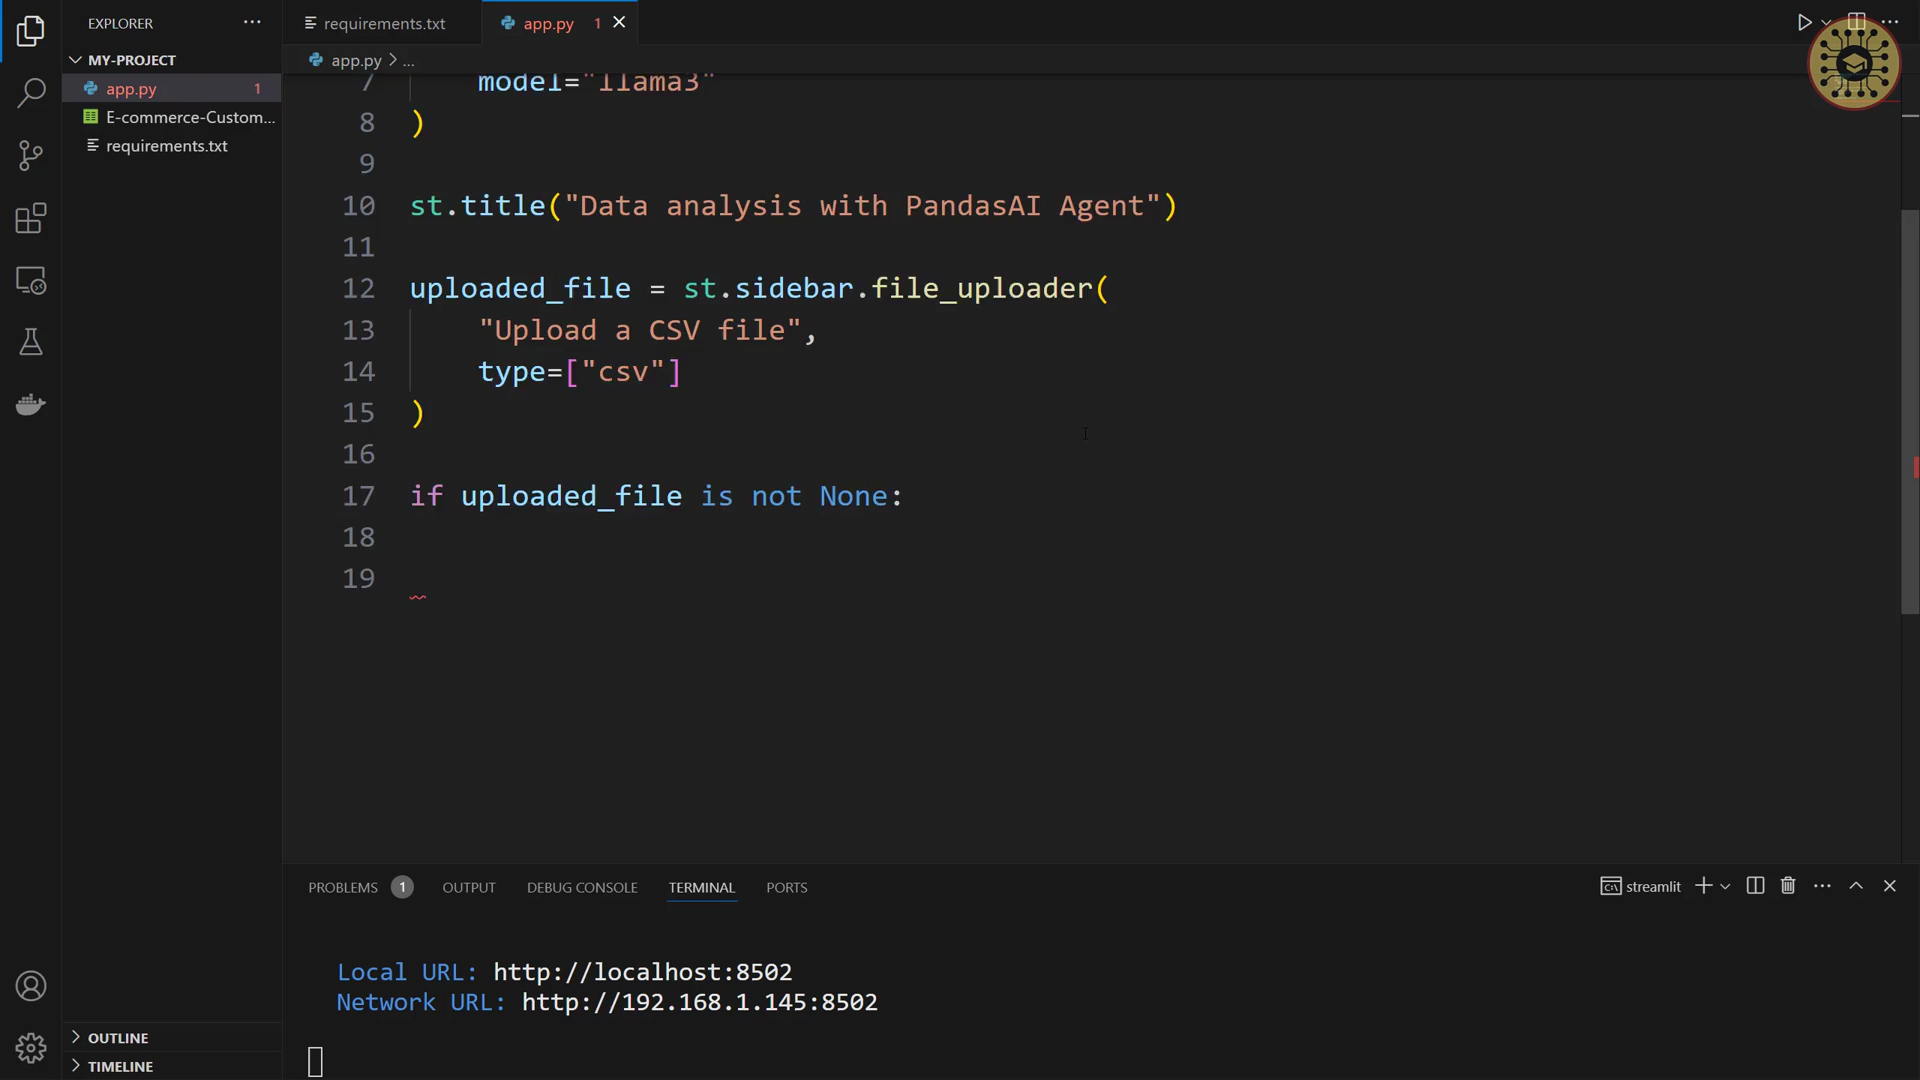 EXPLORER
requirements.txt
app.py 1
MY-PROJECT
app.py > ...
app.py 1
E-commerce-Custom...
requirements.txt
7 model="llama3"
8 )
9
10 st.title("Data analysis with PandasAI Agent")
11
12 uploaded_file = st.sidebar.file_uploader(
13 "Upload a CSV file",
14 type=["csv"]
15 )
16
17 if uploaded_file is not None:
18
19
PROBLEMS 1 OUTPUT DEBUG CONSOLE TERMINAL PORTS
streamlit
Local URL: http://localhost:8502
Network URL: http://192.168.1.145:8502
OUTLINE
TIMELINE